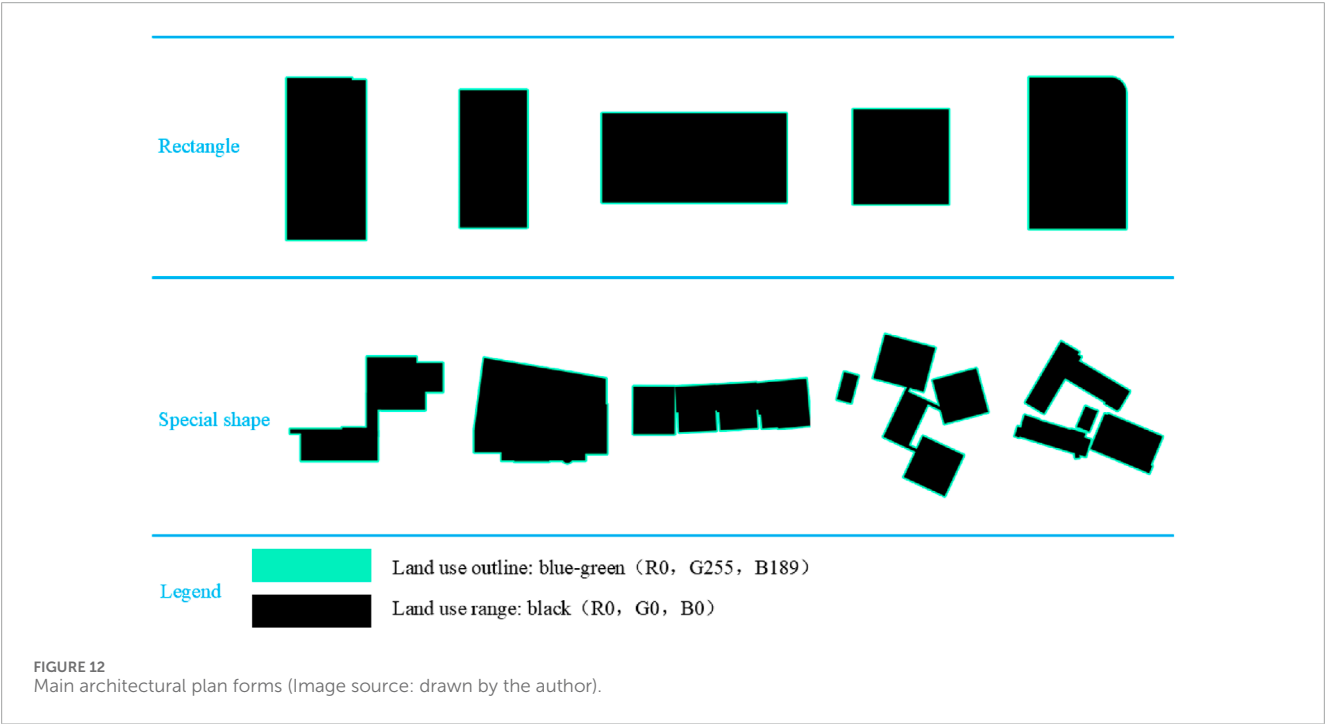 Rectangle
Special shape
Legend
Land use outline: blue-green（R0，G255，B189）
Land use range: black（R0，G0，B0）
FIGURE 12
Main architectural plan forms (Image source: drawn by the author).